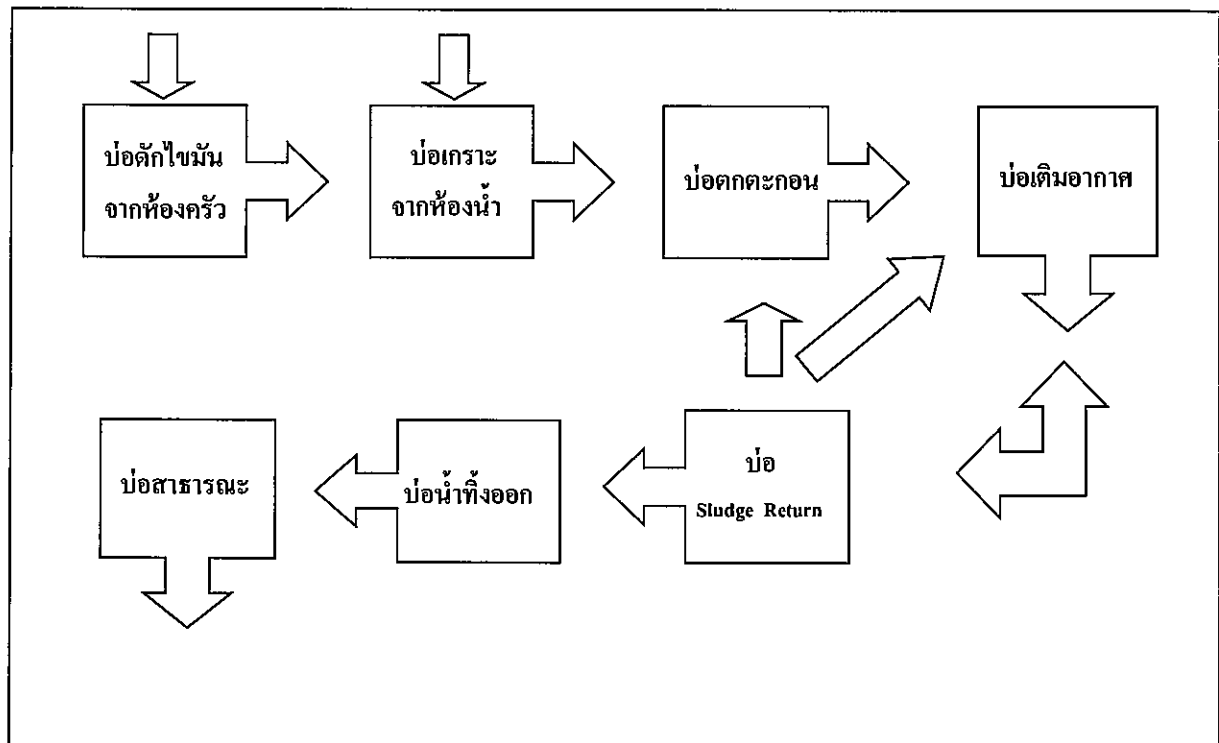 บ่อดักไขมัน
จากห้องครัว
บ่อเกราะ
จากห้องน้ำ
บ่อตกตะกอน
บ่อเติมอากาศ
บ่อสาธารณะ
บ่อน้ำทิ้งออก
บ่อ
Sludge Return